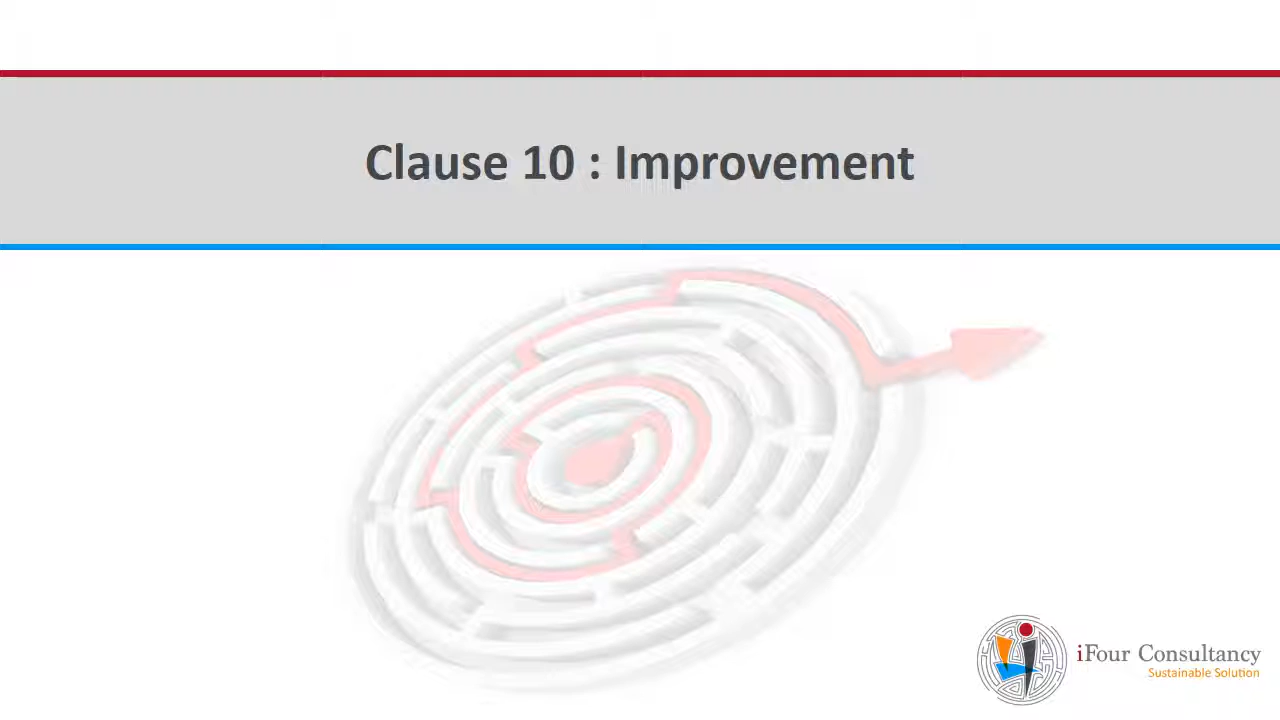 Clause 10 : Improvement
iFour Consultancy
Sustainable Solution